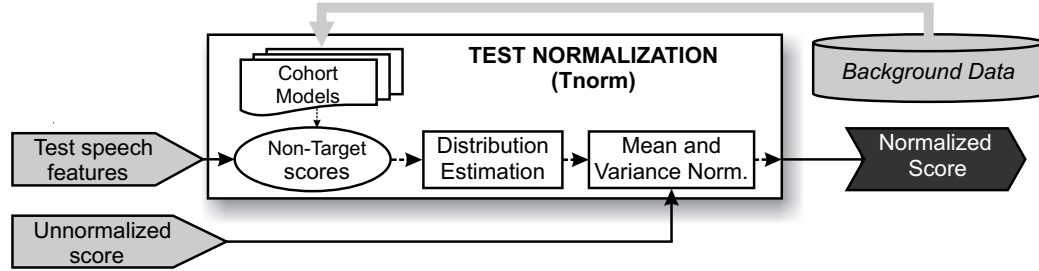 TEST NORMALIZATION
(Tnorm)
Cohort
Models
Background Data
Test speech
features
Non-Target
scores
Distribution
Estimation
Mean and
Variance Norm.
Normalized
Score
Unnormalized
score